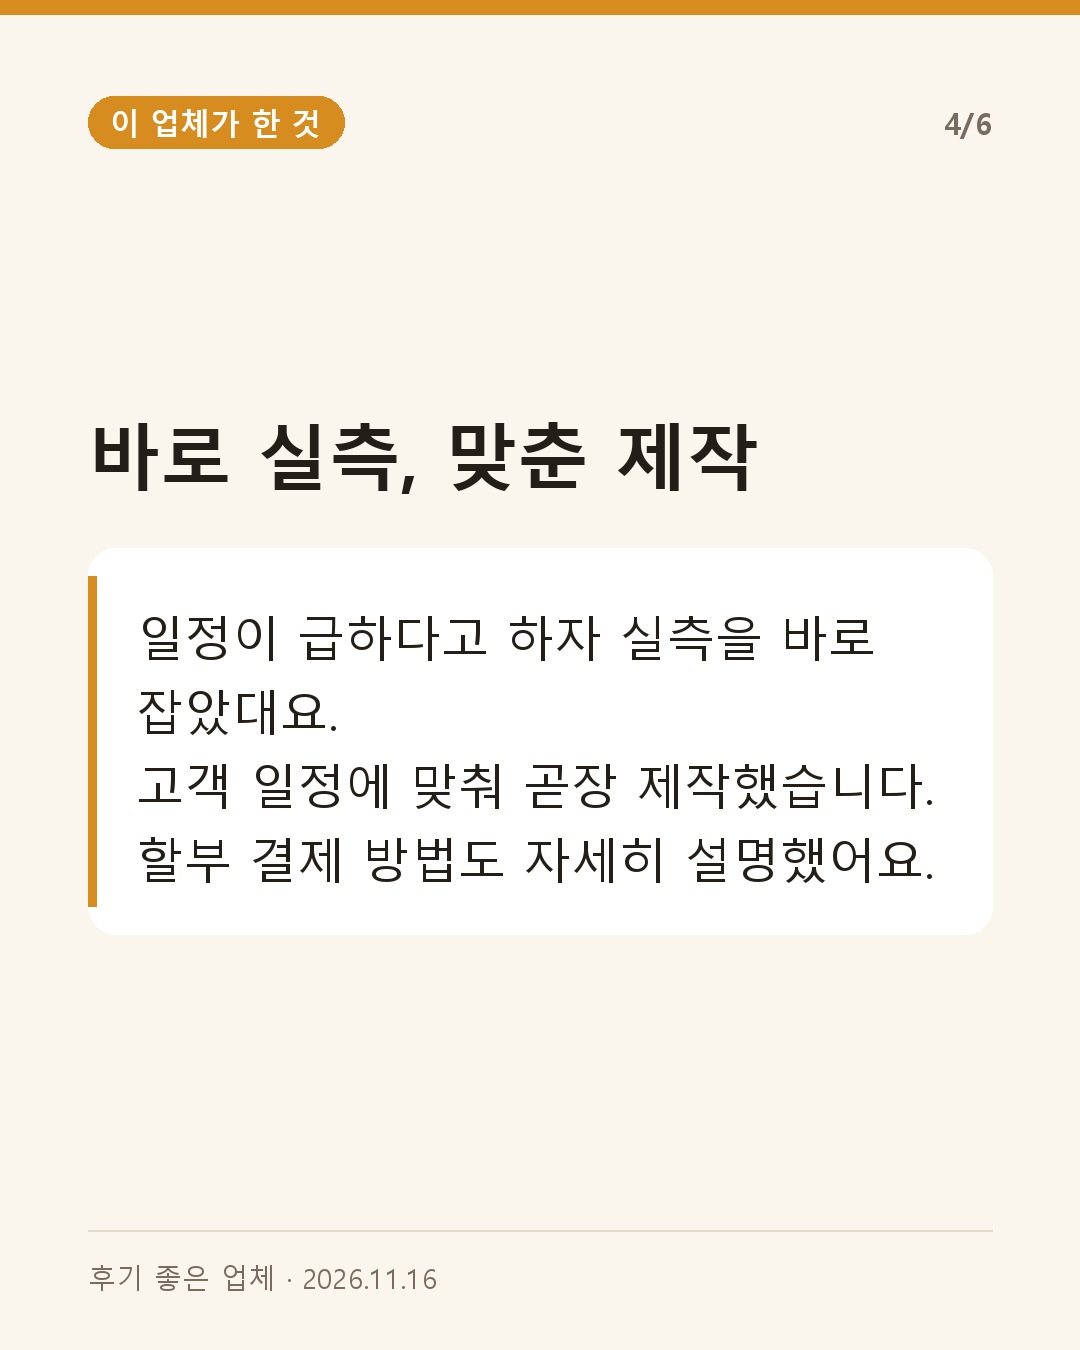 이 업체가 한 것
4/6
바로 실측, 맞춘 제작
일정이 급하다고 하자 실측을 바로
잡았대요.
고객 일정에 맞춰 곧장 제작했습니다.
할부 결제 방법도 자세히 설명했어요.
후기 좋은 업체 · 2026.11.16